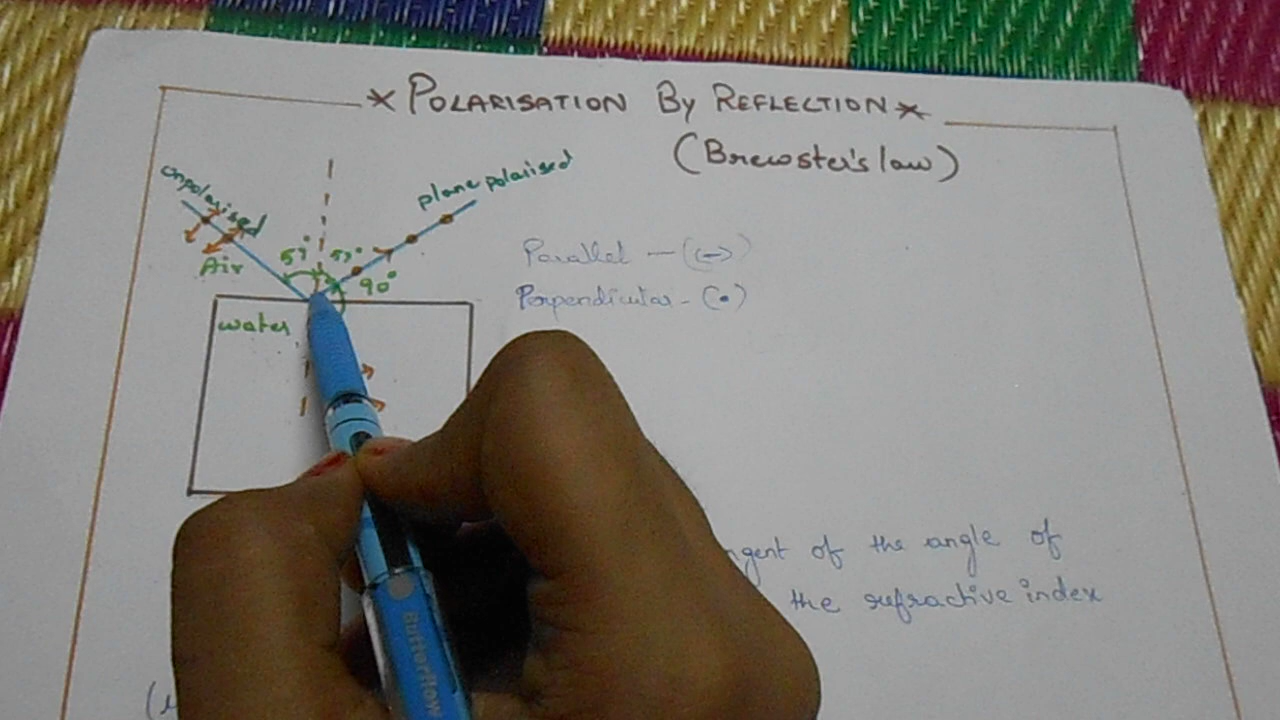 * POLARISATION By REFLECTION *
(Brewster's law)
unpolarised
plane polarised
Air
57° 57°
90°
water
Parallel - (↔)
Perpendicular - (•)
ngent of the angle of
the refractive index
Butterflow